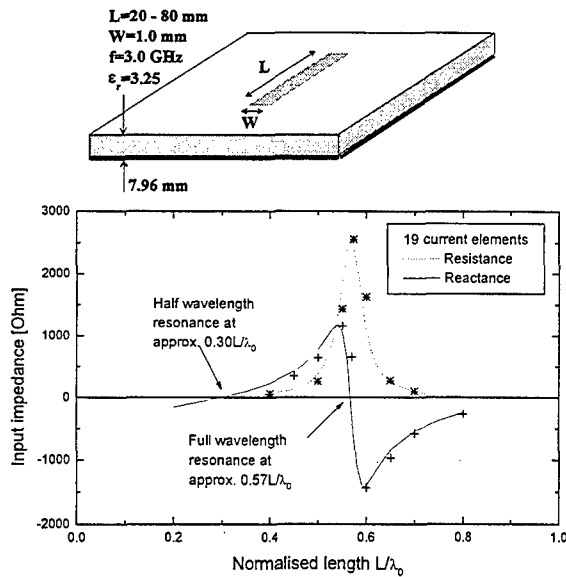 L=20 - 80 mm
W=1.0 mm
f=3.0 GHz
εr=3.25
L
W
7.96 mm
3000
2000
1000
0
-1000
-2000
Input impedance [Ohm]
19 current elements
Resistance
Reactance
Half wavelength
resonance at
approx. 0.30L/λ0
Full wavelength
resonance at
approx. 0.57L/λ0
0.0 0.2 0.4 0.6 0.8 1.0
Normalised length L/λ0